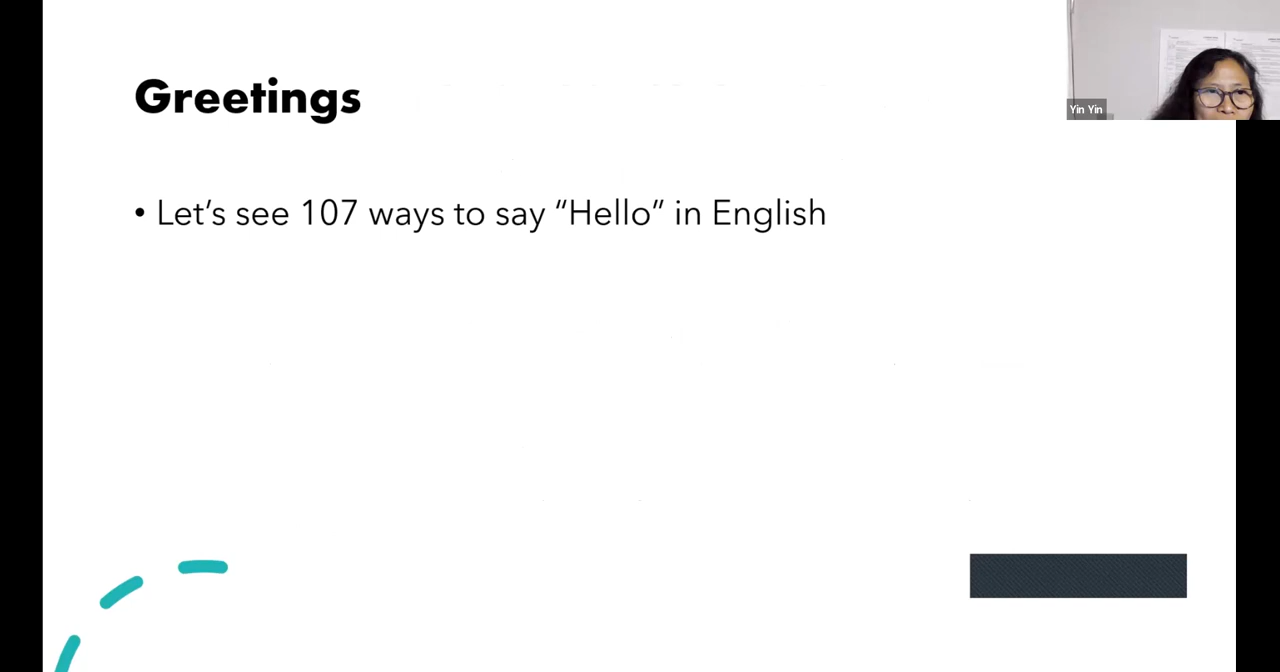 Greetings
• Let’s see 107 ways to say “Hello” in English
Yin Yin